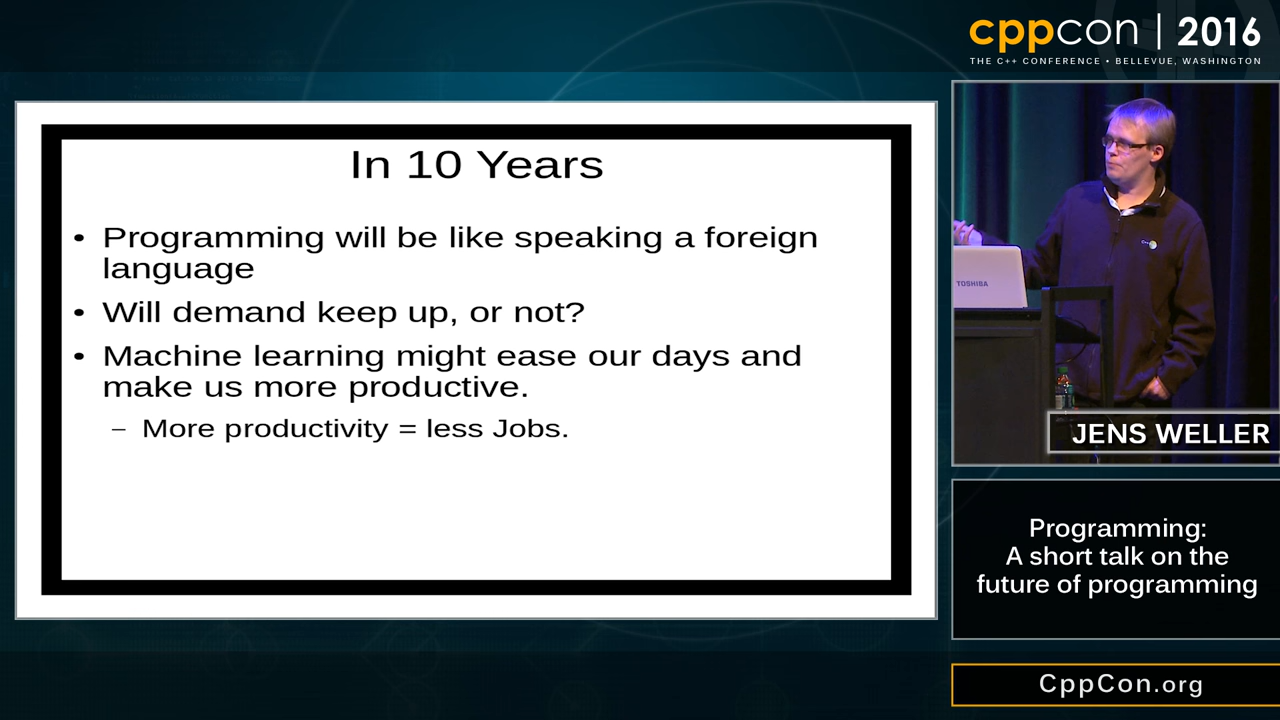 cppcon | 2016
THE C++ CONFERENCE • BELLEVUE, WASHINGTON
In 10 Years
• Programming will be like speaking a foreign
language
• Will demand keep up, or not?
• Machine learning might ease our days and
make us more productive.
– More productivity = less Jobs.
TOSHIBA
JENS WELLER
Programming:
A short talk on the
future of programming
CppCon.org